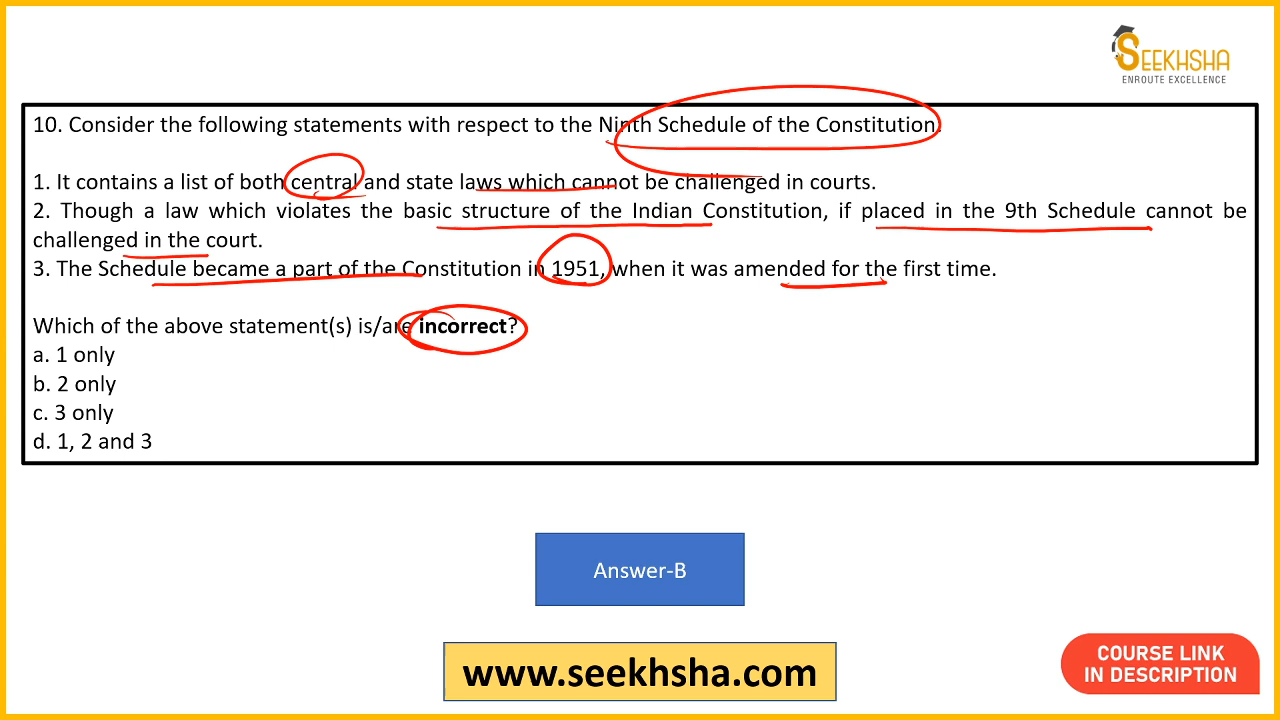 SEEKHSHA
ENROUTE EXCELLENCE
10. Consider the following statements with respect to the Ninth Schedule of the Constitution.
1. It contains a list of both central and state laws which cannot be challenged in courts.
2. Though a law which violates the basic structure of the Indian Constitution, if placed in the 9th Schedule cannot be
challenged in the court.
3. The Schedule became a part of the Constitution in 1951, when it was amended for the first time.
Which of the above statement(s) is/are incorrect?
a. 1 only
b. 2 only
c. 3 only
d. 1, 2 and 3
Answer-B
www.seekhsha.com
COURSE LINK
IN DESCRIPTION